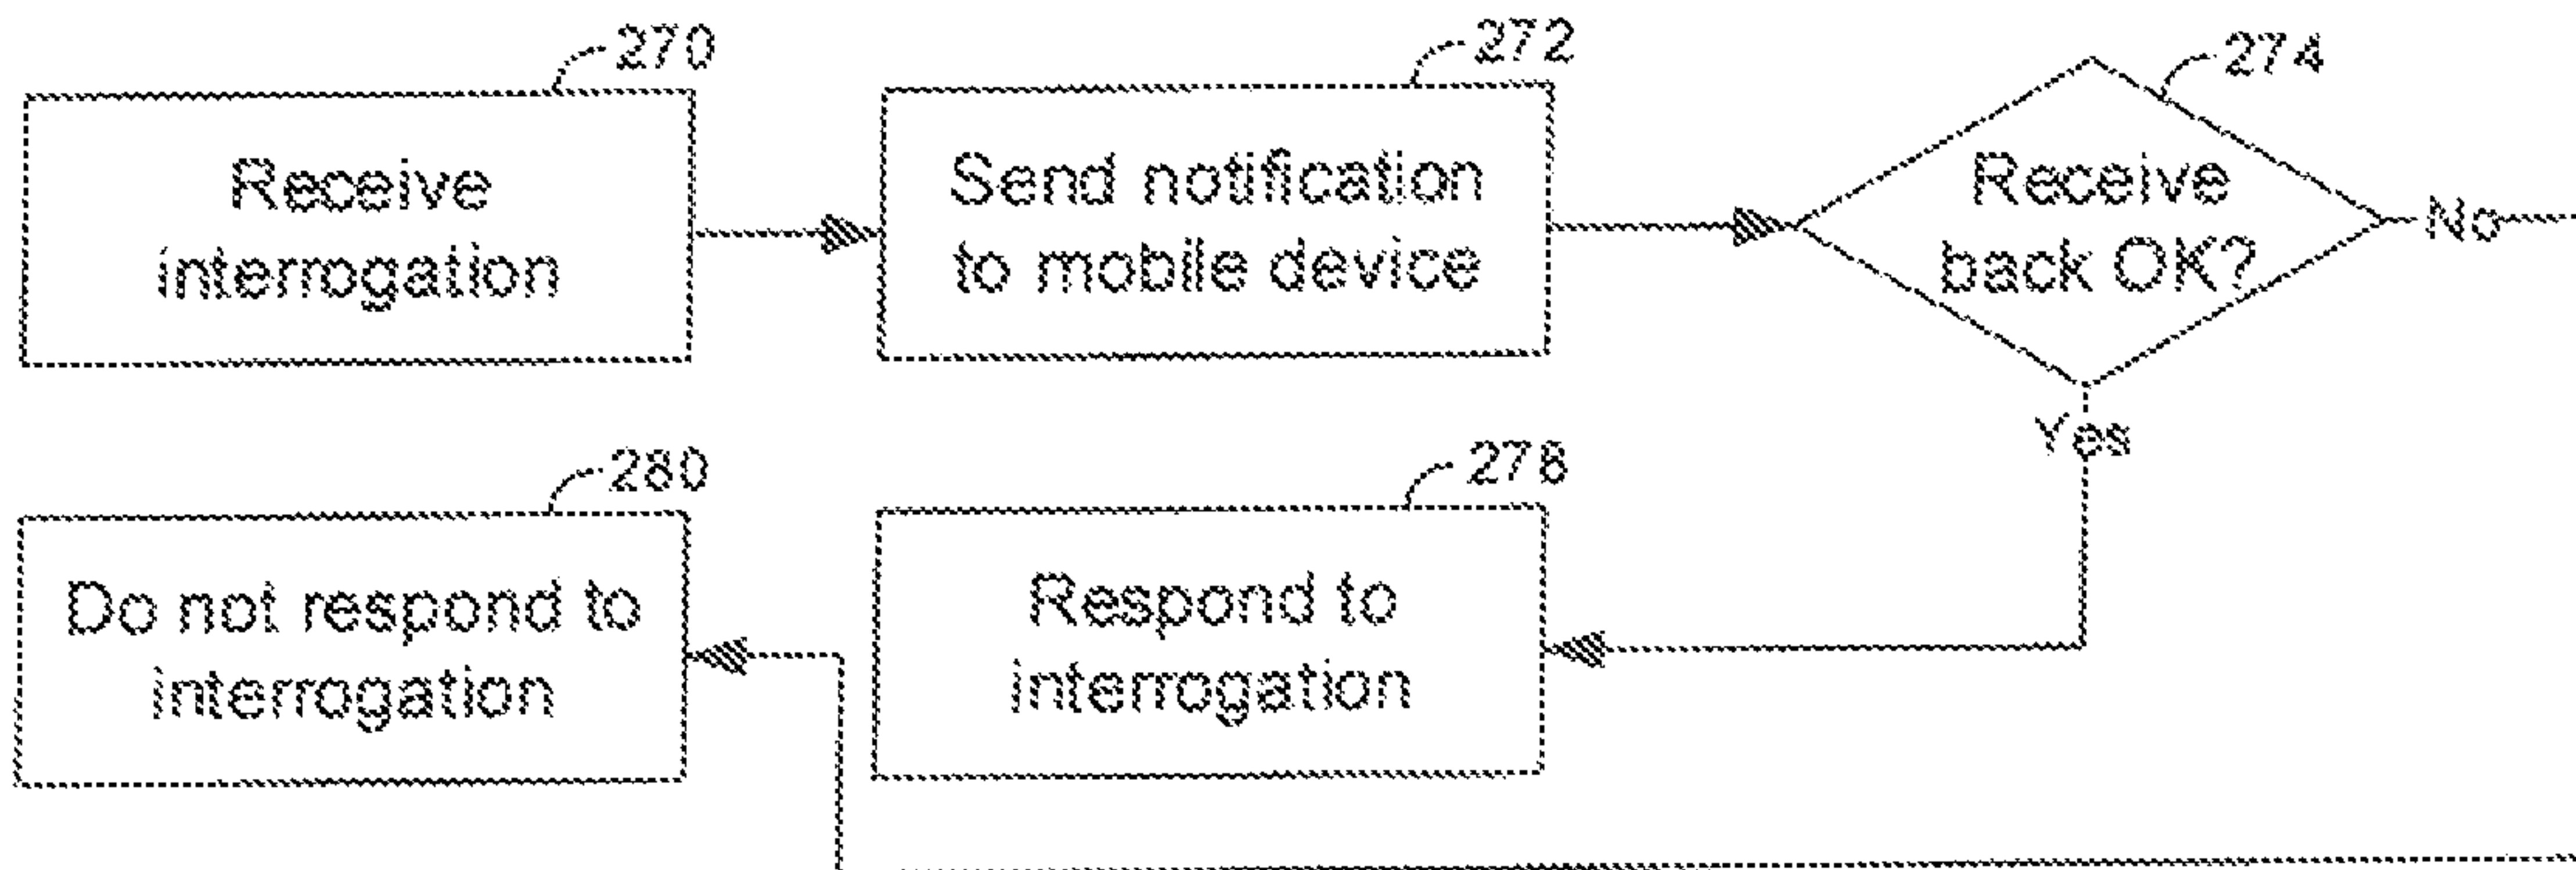 270
Receive
interrogation
272
Send notification
to mobile device
274
Receive
back OK?
No
Yes
280
Do not respond to
interrogation
278
Respond to
interrogation